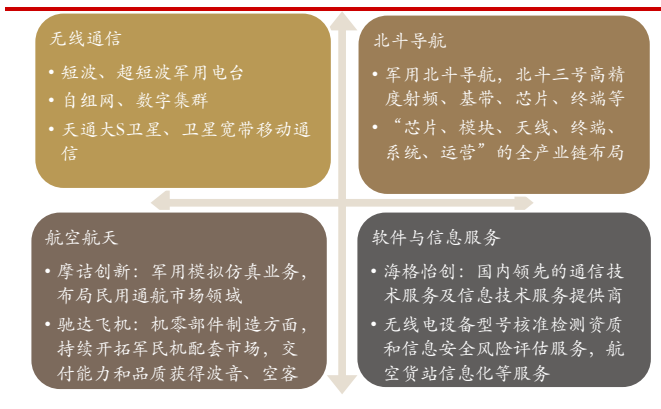 无线通信
• 短波、超短波军用电台
• 自组网、数字集群
• 天通大S卫星、卫星宽带移动通
信
北斗导航
• 军用北斗导航，北斗三号高精
度射频、基带、芯片、终端等
• “芯片、模块、天线、终端、
系统、运营”的全产业链布局
航空航天
• 摩诘创新：军用模拟仿真业务，
布局民用通航市场领域
• 驰达飞机：机零部件制造方面，
持续开拓军民机配套市场，交
付能力和品质获得波音、空客
软件与信息服务
• 海格怡创：国内领先的通信技
术服务及信息技术服务提供商
• 无线电设备型号核准检测资质
和信息安全风险评估服务，航
空货站信息化等服务